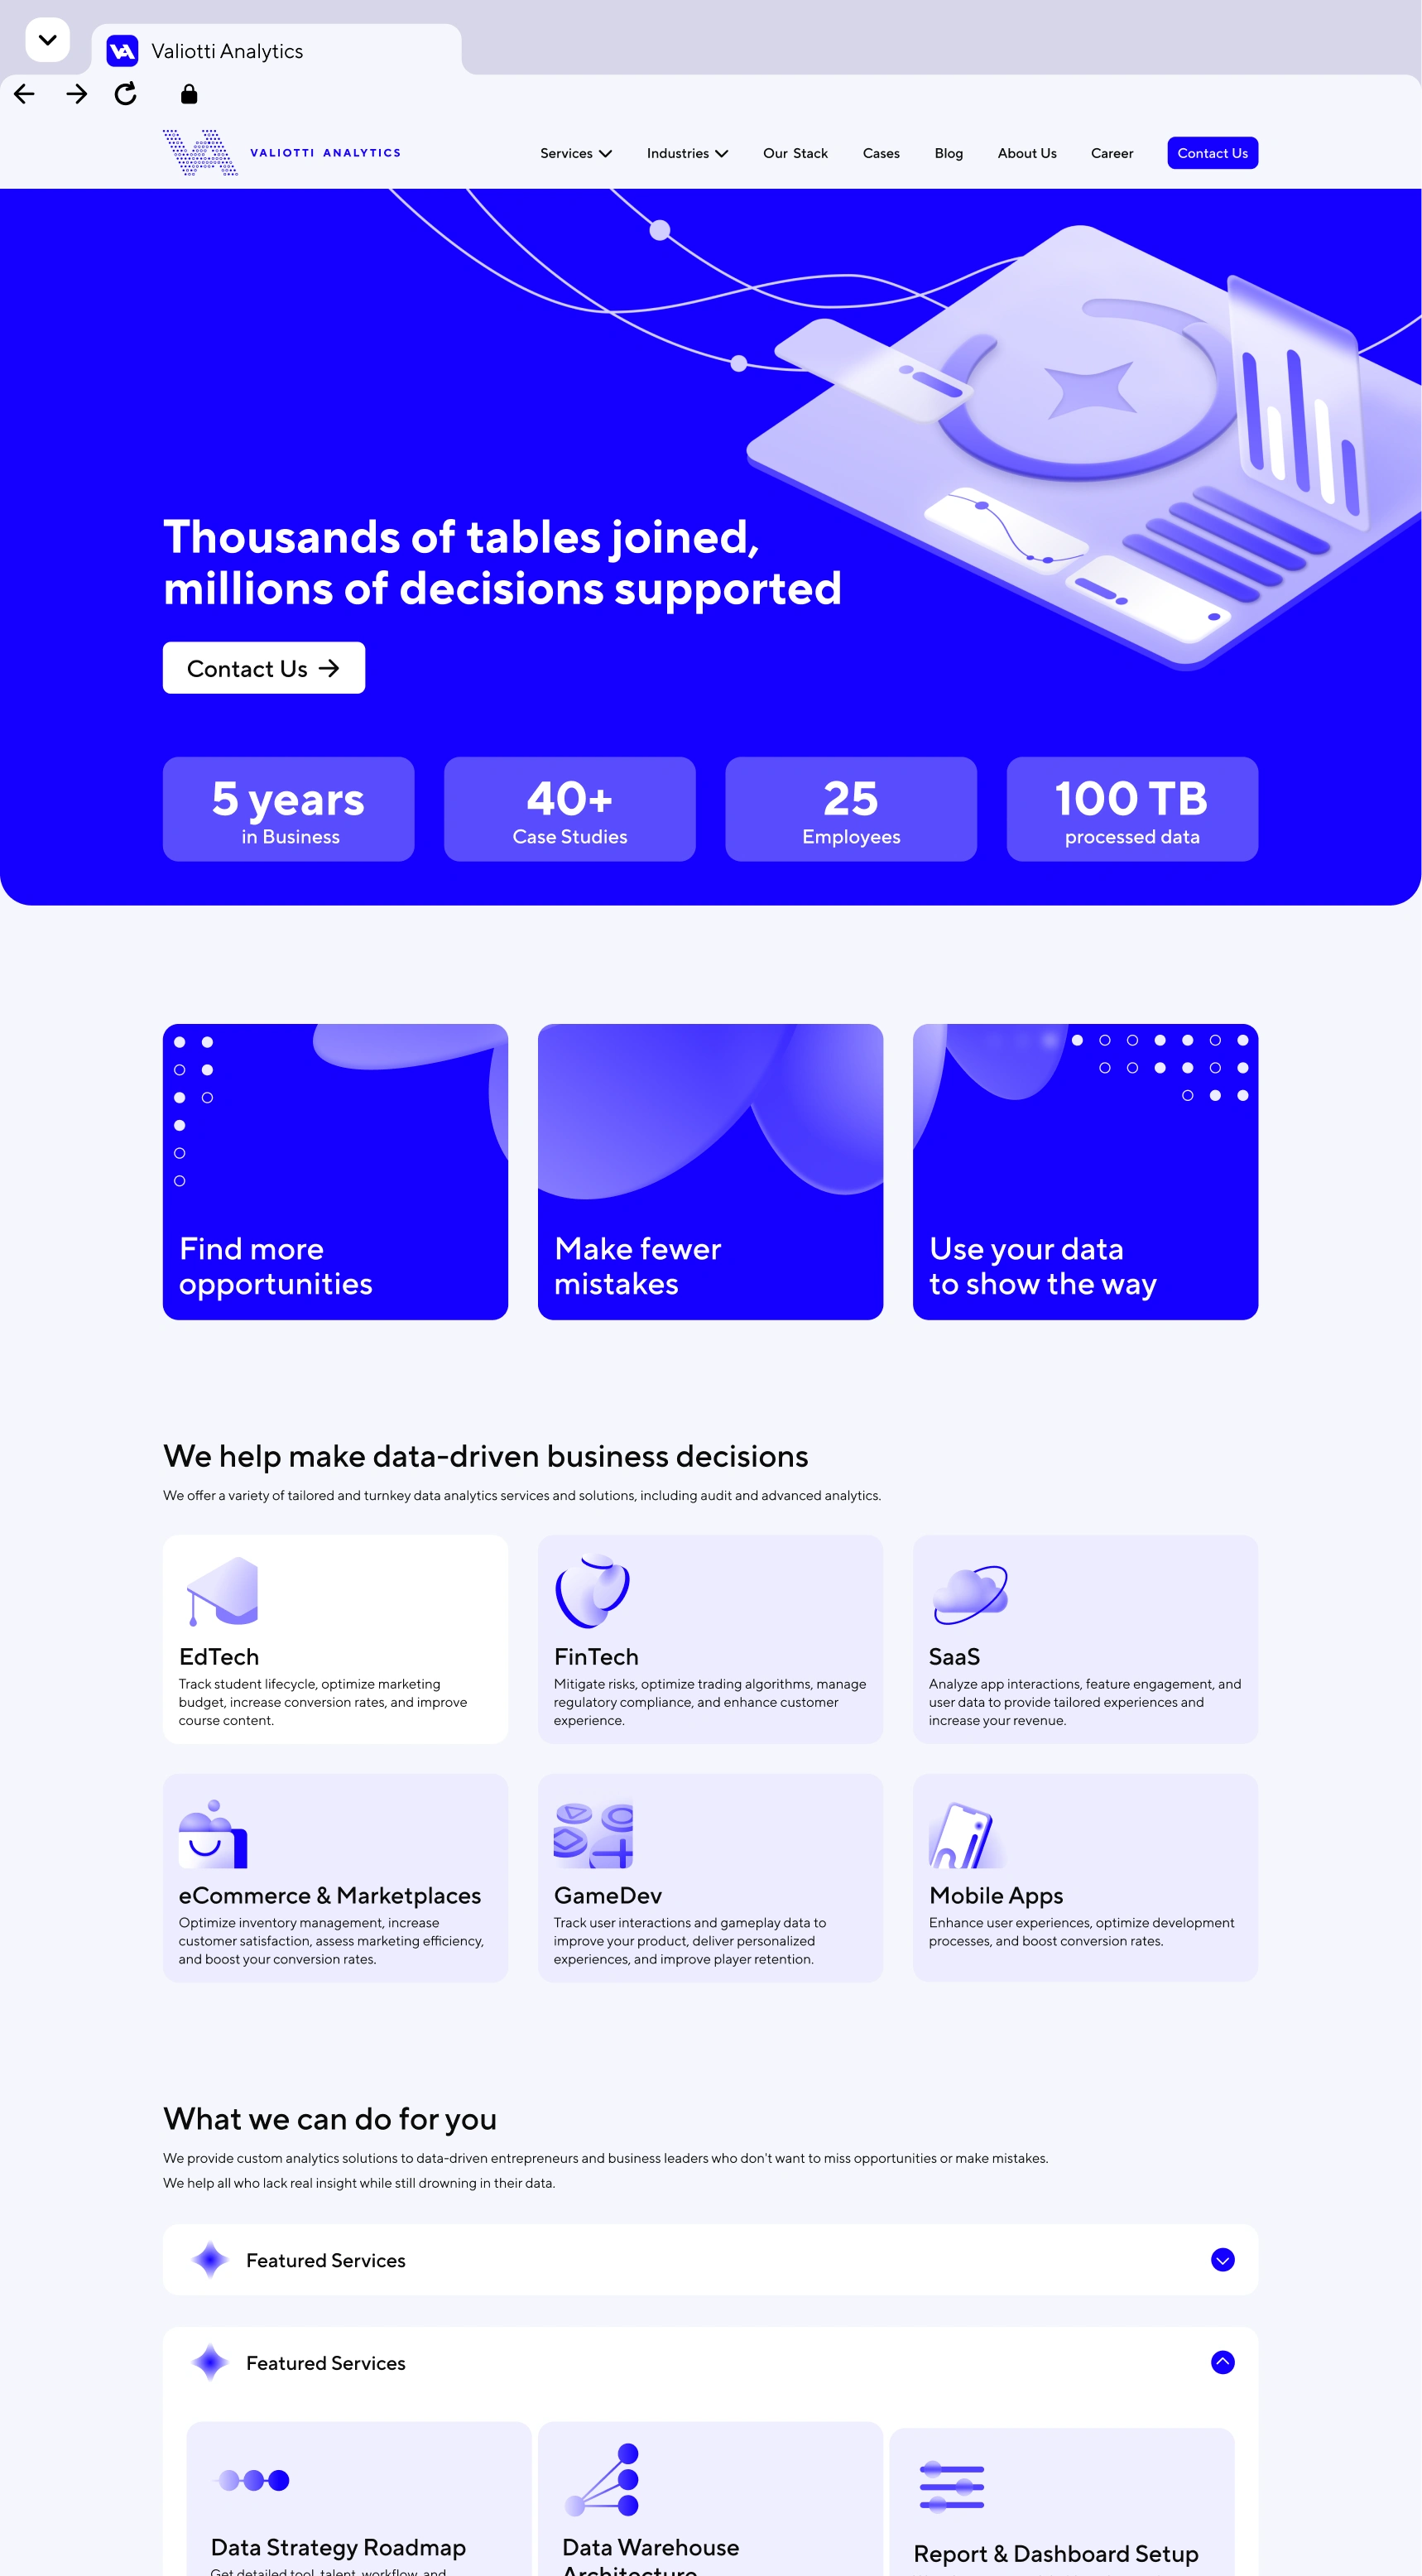 Valiotti Analytics
VALIOTTI ANALYTICS
Services
Industries
Our Stack
Cases
Blog
About Us
Career
Contact Us
Thousands of tables joined,
millions of decisions supported
Contact Us
5 years
in Business
40+
Case Studies
25
Employees
100 TB
processed data
Find more
opportunities
Make fewer
mistakes
Use your data
to show the way
We help make data-driven business decisions
We offer a variety of tailored and turnkey data analytics services and solutions, including audit and advanced analytics.
EdTech
Track student lifecycle, optimize marketing
budget, increase conversion rates, and improve
course content.
FinTech
Mitigate risks, optimize trading algorithms, manage
regulatory compliance, and enhance customer
experience.
SaaS
Analyze app interactions, feature engagement, and
user data to provide tailored experiences and
increase your revenue.
eCommerce & Marketplaces
Optimize inventory management, increase
customer satisfaction, assess marketing efficiency,
and boost your conversion rates.
GameDev
Track user interactions and gameplay data to
improve your product, deliver personalized
experiences, and improve player retention.
Mobile Apps
Enhance user experiences, optimize development
processes, and boost conversion rates.
What we can do for you
We provide custom analytics solutions to data-driven entrepreneurs and business leaders who don't want to miss opportunities or make mistakes.
We help all who lack real insight while still drowning in their data.
Featured Services
Featured Services
Data Strategy Roadmap
Get detailed tool, talent, workflow, and
Data Warehouse
Architecture
Report & Dashboard Setup